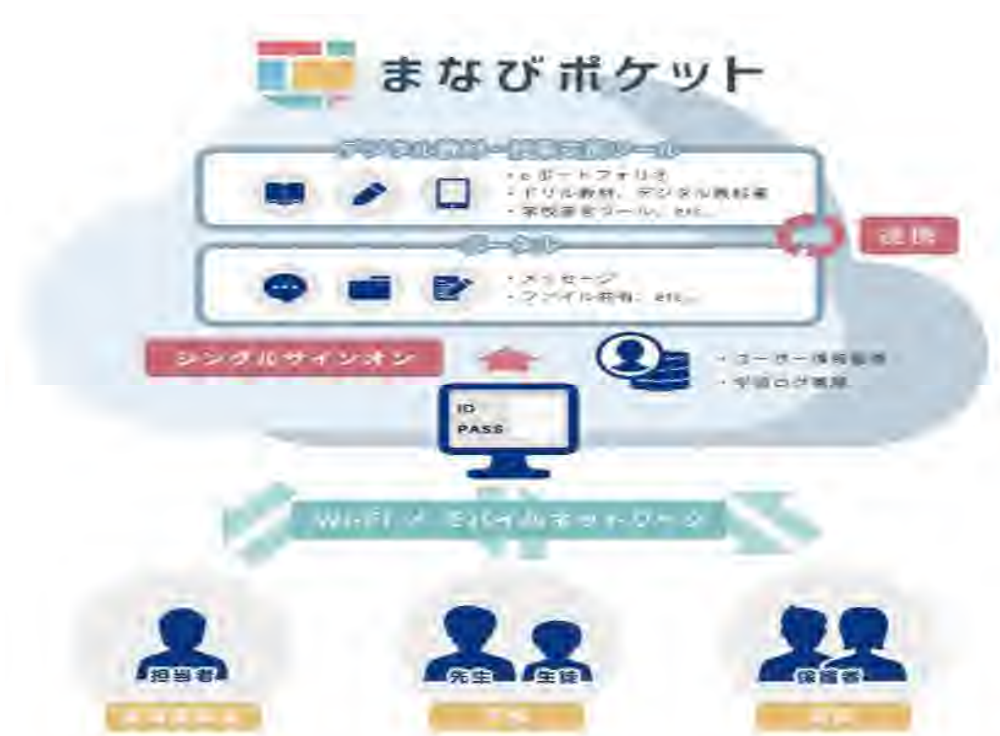 まなびポケット
デジタル教材・授業支援ツール
・eポートフォリオ
・ドリル教材、デジタル教科書
・学校運営ツール、etc…
連携
ポータル
・メッセージ
・ファイル共有、etc…
シングルサインオン
・ユーザー情報管理
・学習ログ蓄積
ID
PASS
Wi-Fi / モバイルネットワーク
担当者
先生
生徒
保護者
教育委員会
学校
家庭